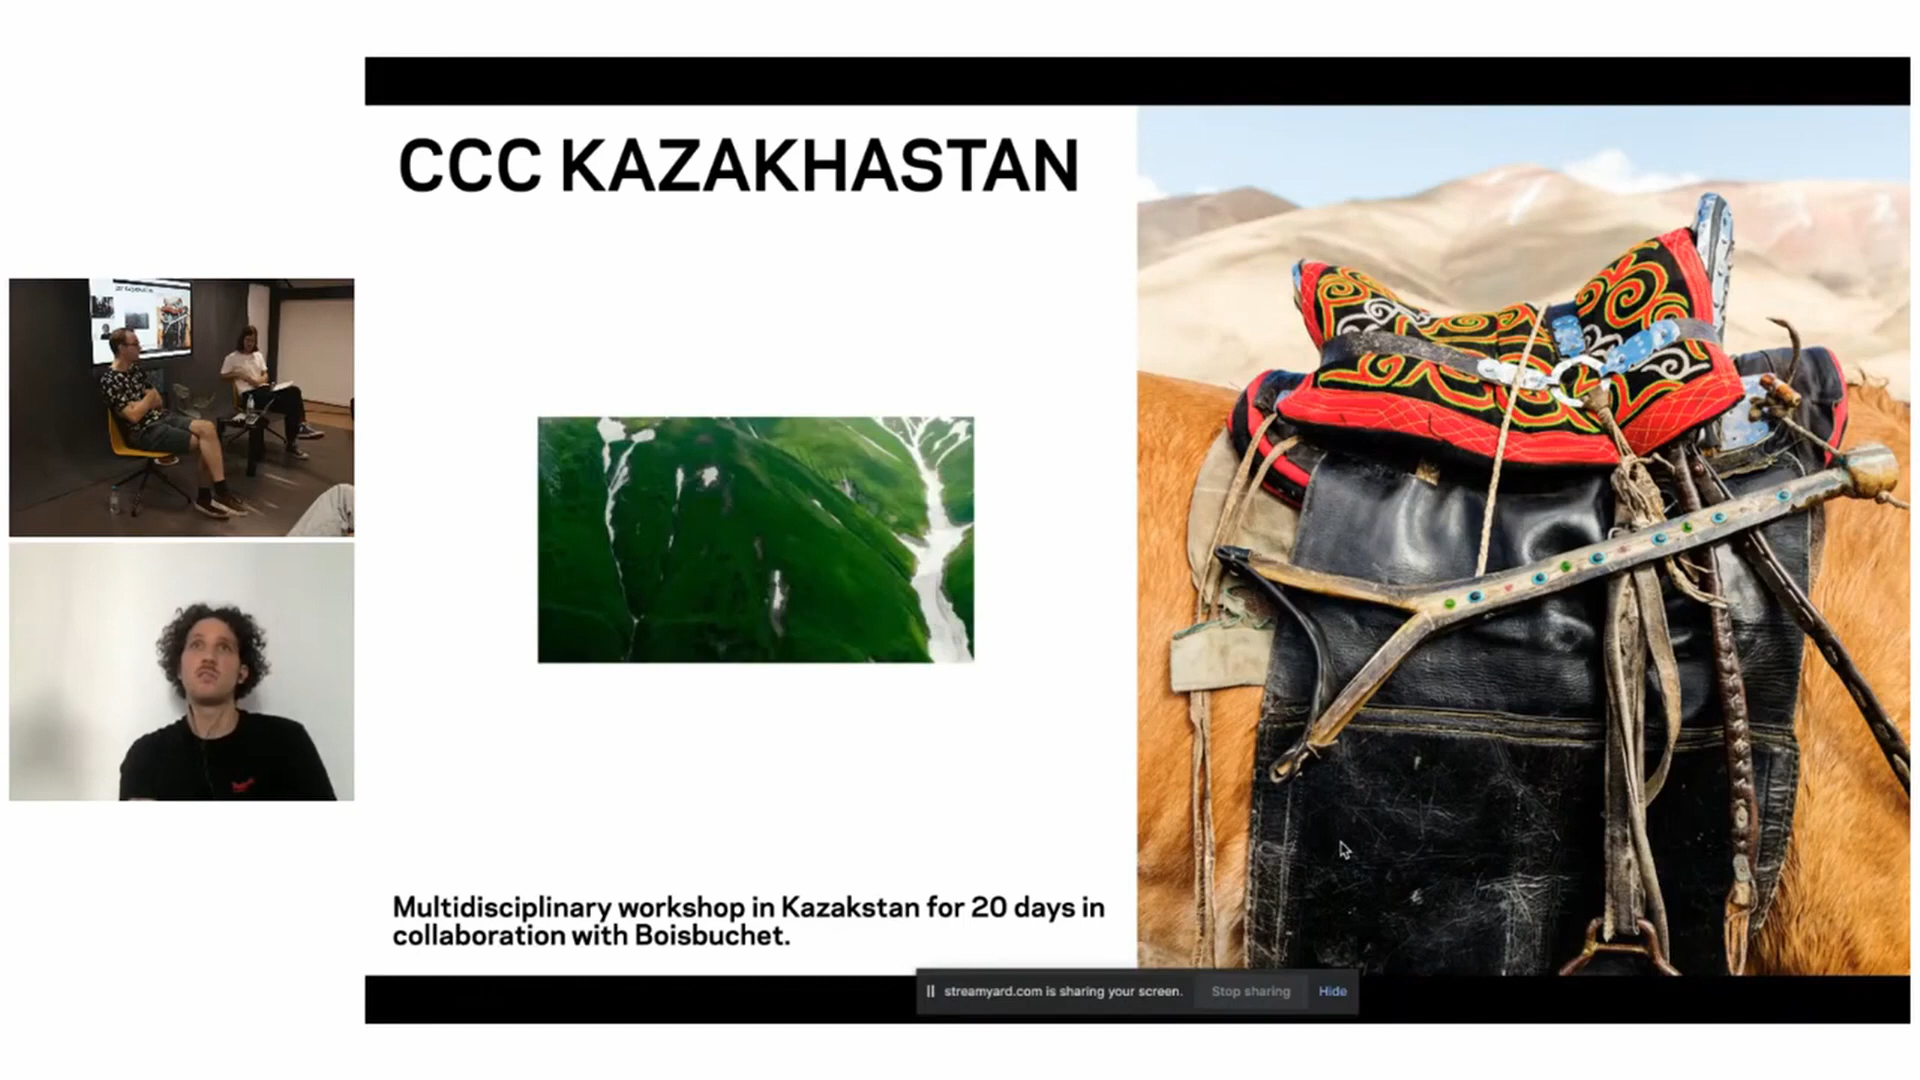 CCC KAZAKHASTAN
Multidisciplinary workshop in Kazakstan for 20 days in
collaboration with Boisbuchet.
streamyard.com is sharing your screen. Stop sharing Hide